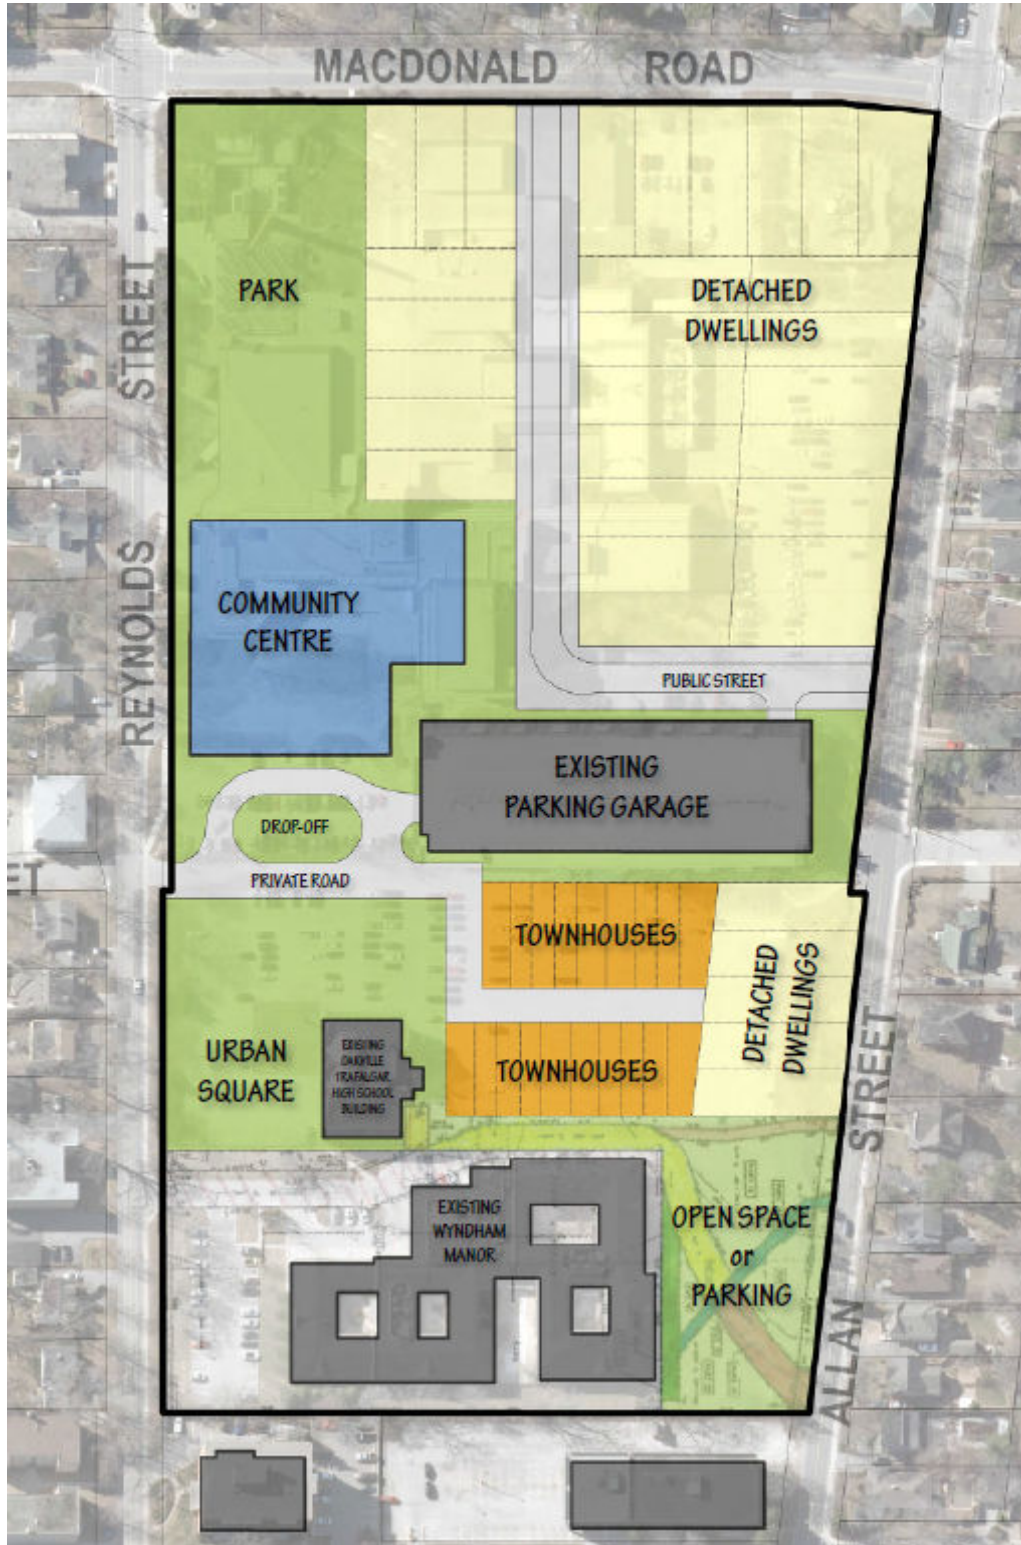 MACDONALD ROAD
REYNOLDS STREET
PARK
DETACHED
DWELLINGS
COMMUNITY
CENTRE
PUBLIC STREET
EXISTING
PARKING GARAGE
DROP-OFF
PRIVATE ROAD
ET
TOWNHOUSES
DETACHED
DWELLINGS
URBAN
SQUARE
EXISTING
OAKVILLE
TRAFALGAR
HIGH SCHOOL
BUILDING
TOWNHOUSES
ALLAN STREET
EXISTING
WYNDHAM
MANOR
OPEN SPACE
or
PARKING